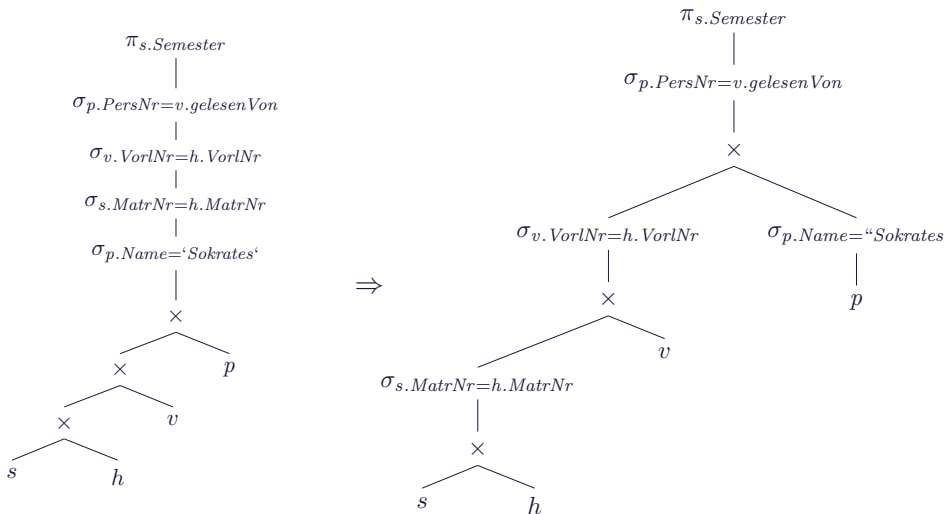 π_{s.Semester}
σ_{p.PersNr=v.gelesenVon}
σ_{v.VorlNr=h.VorlNr}
σ_{s.MatrNr=h.MatrNr}
σ_{p.Name=‘Sokrates‘}
×
× p
× v
s h
⇒
π_{s.Semester}
σ_{p.PersNr=v.gelesenVon}
×
σ_{v.VorlNr=h.VorlNr} σ_{p.Name=“Sokrates}
× p
σ_{s.MatrNr=h.MatrNr} v
×
s h